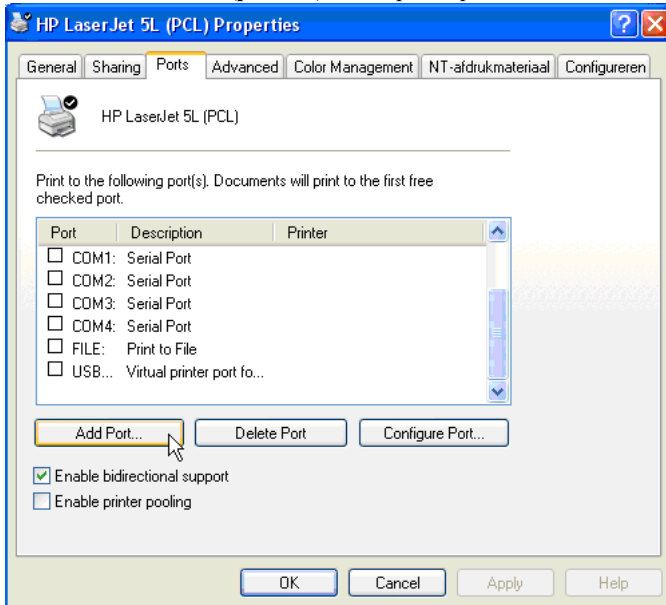 HP LaserJet 5L (PCL) Properties
General Sharing Ports Advanced Color Management NT-afdrukmateriaal Configureren
HP LaserJet 5L (PCL)
Print to the following port(s). Documents will print to the first free
checked port.
Port Description Printer
COM1: Serial Port
COM2: Serial Port
COM3: Serial Port
COM4: Serial Port
FILE: Print to File
USB... Virtual printer port fo...
Add Port... Delete Port Configure Port...
Enable bidirectional support
Enable printer pooling
OK Cancel Apply Help